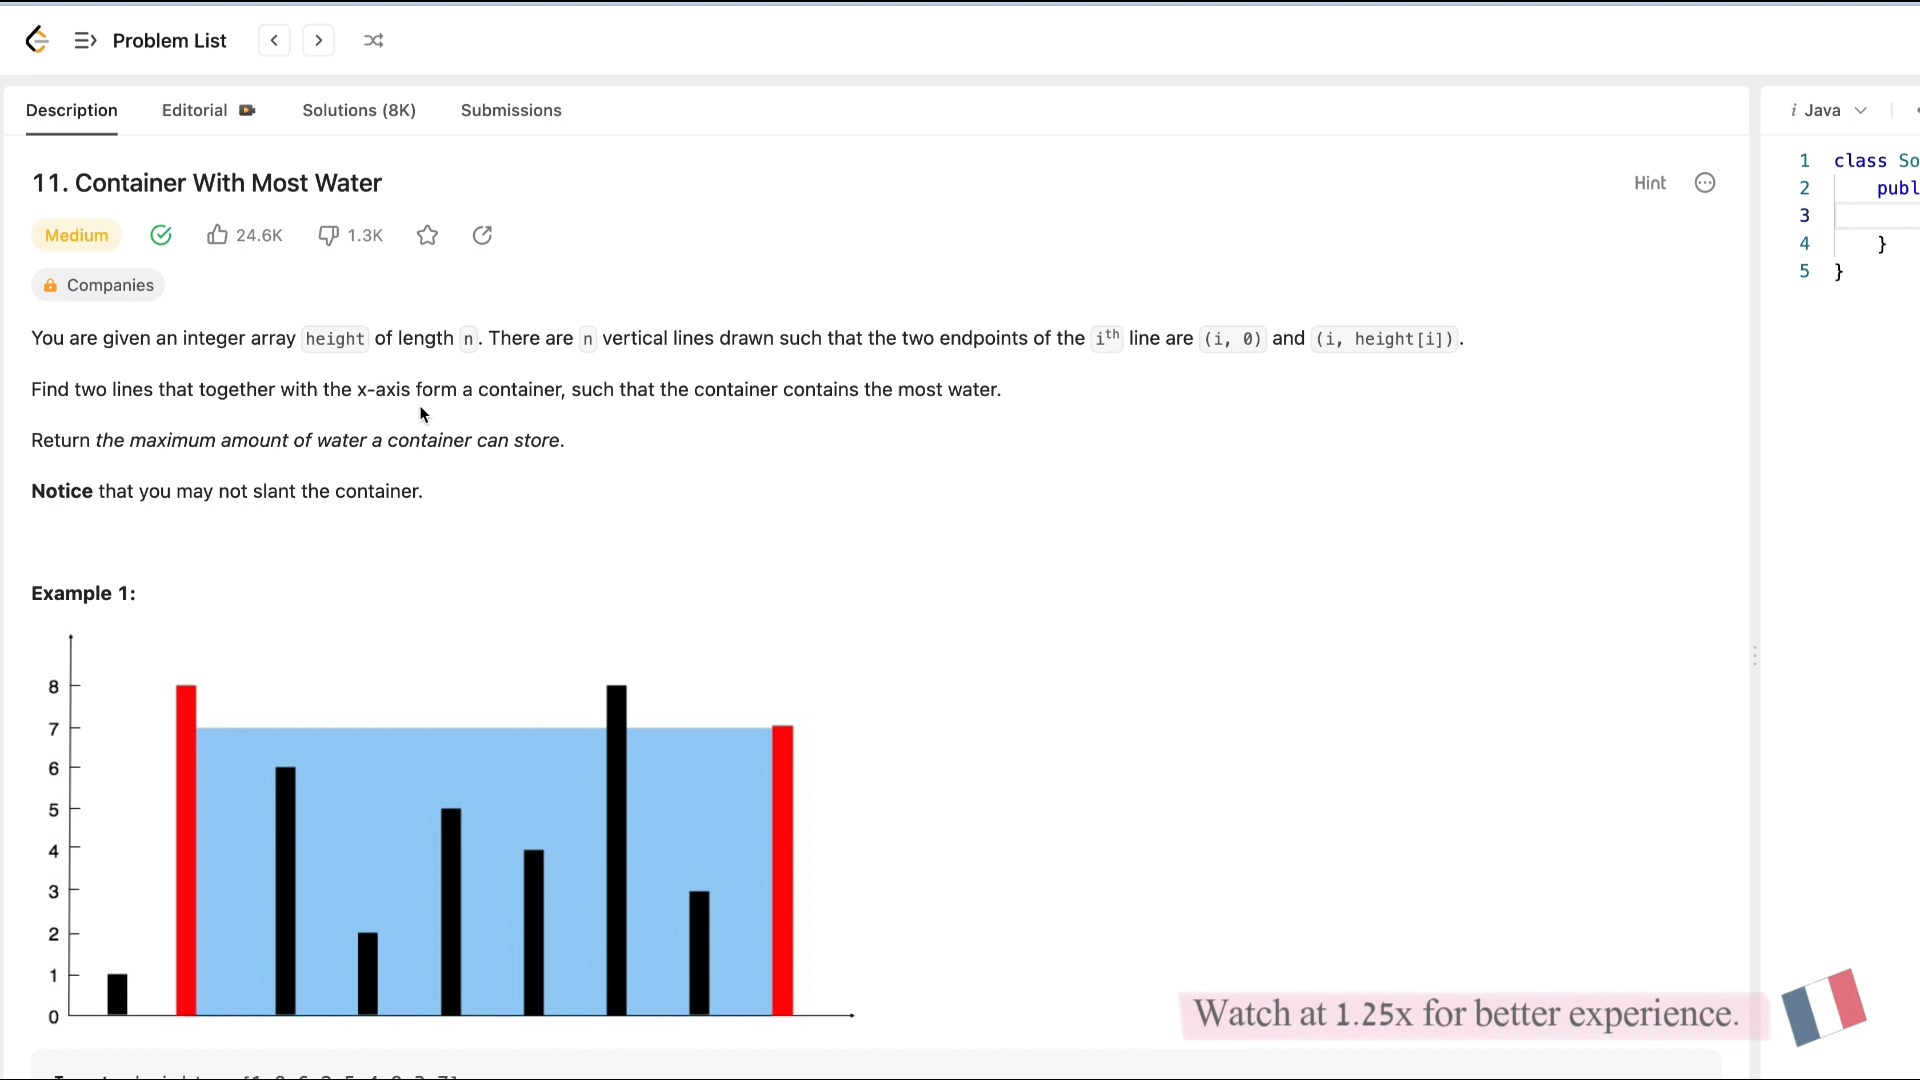 Problem List
Description Editorial Solutions (8K) Submissions
11. Container With Most Water
Hint
Medium 24.6K 1.3K
Companies
You are given an integer array height of length n. There are n vertical lines drawn such that the two endpoints of the ith line are (i, 0) and (i, height[i]).
Find two lines that together with the x-axis form a container, such that the container contains the most water.
Return the maximum amount of water a container can store.
Notice that you may not slant the container.
Example 1:
8
7
6
5
4
3
2
1
0
i Java
1 class So
2 publ
3
4 }
5 }
Watch at 1.25x for better experience.